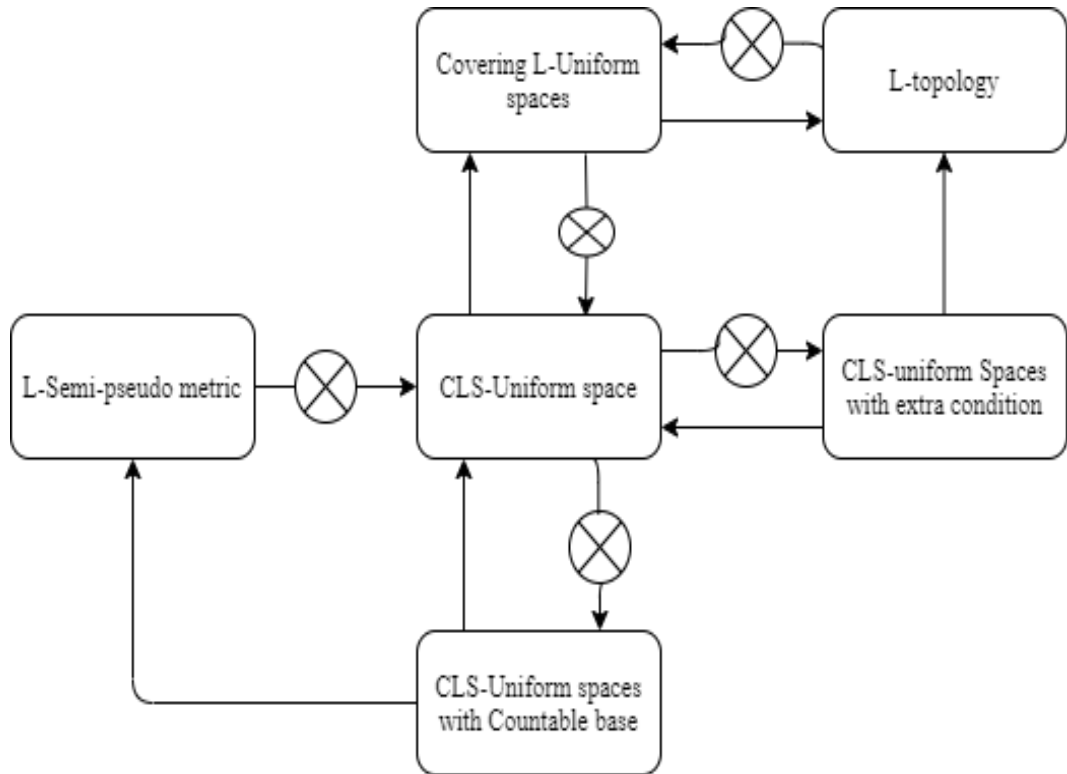 Covering L-Uniform
spaces
L-topology
L-Semi-pseudo metric
CLS-Uniform space
CLS-uniform Spaces
with extra condition
CLS-Uniform spaces
with Countable base